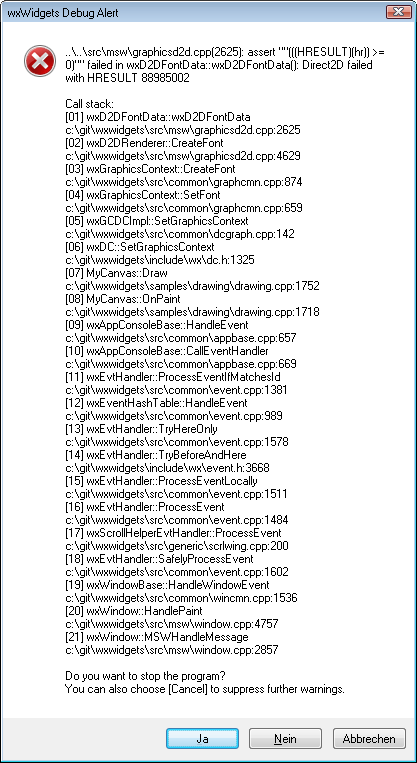 wxWidgets Debug Alert
..\..\src\msw\graphicsd2d.cpp(2625): assert ""'(((HRESULT)(hr)) >=
0)'"" failed in wxD2DFontData::wxD2DFontData(): Direct2D failed
with HRESULT 88985002
Call stack:
[01] wxD2DFontData::wxD2DFontData
c:\git\wxwidgets\src\msw\graphicsd2d.cpp:2625
[02] wxD2DRenderer::CreateFont
c:\git\wxwidgets\src\msw\graphicsd2d.cpp:4629
[03] wxGraphicsContext::CreateFont
c:\git\wxwidgets\src\common\graphcmn.cpp:874
[04] wxGraphicsContext::SetFont
c:\git\wxwidgets\src\common\graphcmn.cpp:659
[05] wxGCDCImpl::SetGraphicsContext
c:\git\wxwidgets\src\common\dcgraph.cpp:142
[06] wxDC::SetGraphicsContext
c:\git\wxwidgets\include\wx\dc.h:1325
[07] MyCanvas::Draw
c:\git\wxwidgets\samples\drawing\drawing.cpp:1752
[08] MyCanvas::OnPaint
c:\git\wxwidgets\samples\drawing\drawing.cpp:1718
[09] wxAppConsoleBase::HandleEvent
c:\git\wxwidgets\src\common\appbase.cpp:657
[10] wxAppConsoleBase::CallEventHandler
c:\git\wxwidgets\src\common\appbase.cpp:669
[11] wxEvtHandler::ProcessEventIfMatchesId
c:\git\wxwidgets\src\common\event.cpp:1381
[12] wxEventHashTable::HandleEvent
c:\git\wxwidgets\src\common\event.cpp:989
[13] wxEvtHandler::TryHereOnly
c:\git\wxwidgets\src\common\event.cpp:1578
[14] wxEvtHandler::TryBeforeAndHere
c:\git\wxwidgets\include\wx\event.h:3668
[15] wxEvtHandler::ProcessEventLocally
c:\git\wxwidgets\src\common\event.cpp:1511
[16] wxEvtHandler::ProcessEvent
c:\git\wxwidgets\src\common\event.cpp:1484
[17] wxScrollHelperEvtHandler::ProcessEvent
c:\git\wxwidgets\src\generic\scrlwing.cpp:200
[18] wxEvtHandler::SafelyProcessEvent
c:\git\wxwidgets\src\common\event.cpp:1602
[19] wxWindowBase::HandleWindowEvent
c:\git\wxwidgets\src\common\wincmn.cpp:1536
[20] wxWindow::HandlePaint
c:\git\wxwidgets\src\msw\window.cpp:4757
[21] wxWindow::MSWHandleMessage
c:\git\wxwidgets\src\msw\window.cpp:2857
Do you want to stop the program?
You can also choose [Cancel] to suppress further warnings.
Ja Nein Abbrechen